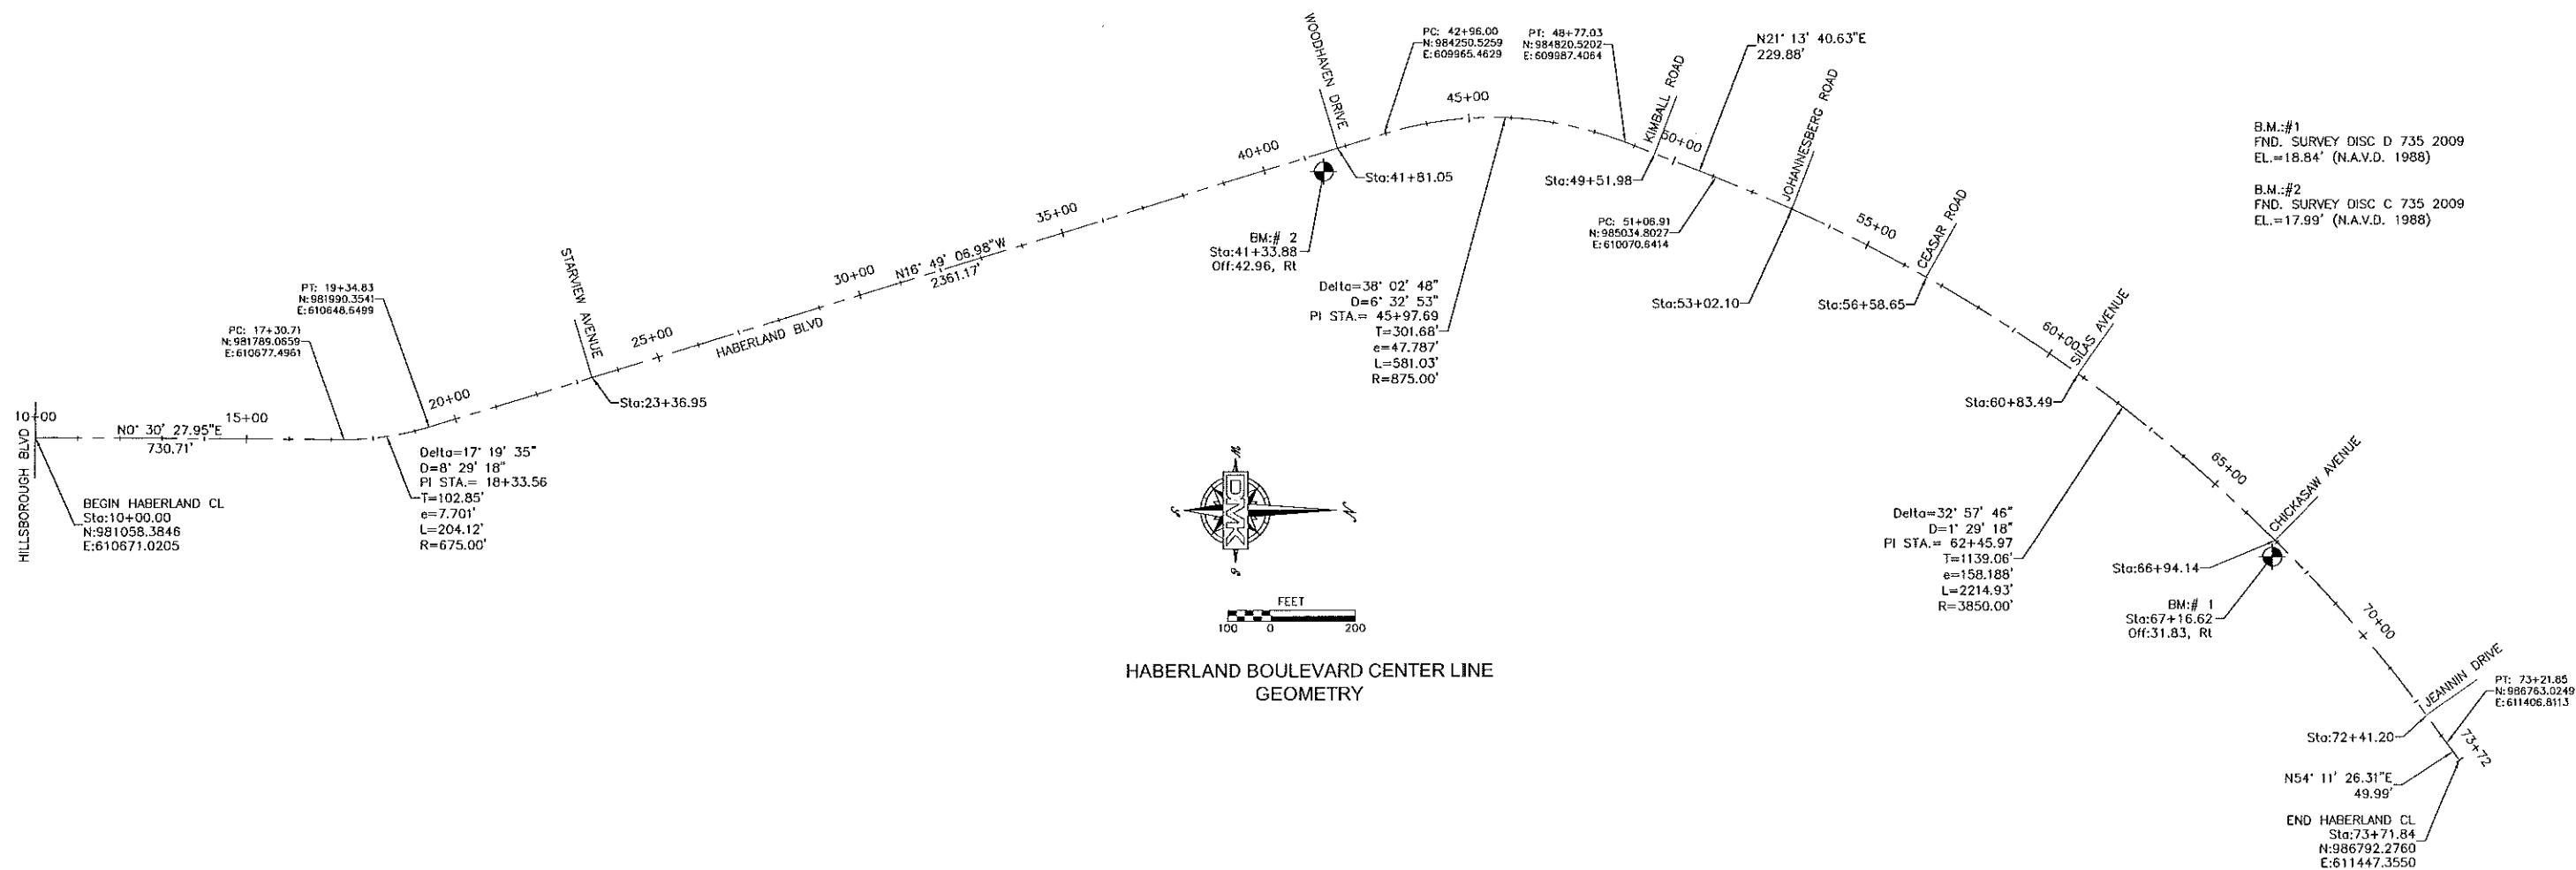 HILLSBOROUGH BLVD
10+00
N0° 30' 27.95"E
730.71'
15+00
BEGIN HABERLAND CL
Sta:10+00.00
N:981058.3846
E:610671.0205
PC: 17+30.71
N:981789.0659
E:610677.4961
PT: 19+34.83
N:981990.3541
E:610648.6499
20+00
Delta=17° 19' 35"
D=8° 29' 18"
PI STA.= 18+33.56
T=102.85'
e=7.701'
L=204.12'
R=675.00'
STARVIEW AVENUE
Sta:23+36.95
25+00
HABERLAND BLVD
30+00
N16° 49' 06.98"W
2361.17'
35+00
40+00
WOODHAVEN DRIVE
Sta:41+81.05
BM:# 2
Sta:41+33.88
Off:42.96, Rt
PC: 42+96.00
N:984250.5259
E:609965.4629
45+00
PT: 48+77.03
N:984820.5202
E:609987.4064
Delta=38° 02' 48"
D=6° 32' 53"
PI STA.= 45+97.69
T=301.68'
e=47.787'
L=581.03'
R=875.00'
KIMBALL ROAD
Sta:49+51.98
50+00
N21° 13' 40.63"E
229.88'
PC: 51+06.91
N:985034.8027
E:610070.6414
JOHANNESBERG ROAD
Sta:53+02.10
55+00
CEASAR ROAD
Sta:56+58.65
60+00
SILAS AVENUE
Sta:60+83.49
Delta=32° 57' 46"
D=1° 29' 18"
PI STA.= 62+45.97
T=1139.06'
e=158.188'
L=2214.93'
R=3850.00'
65+00
CHICKASAW AVENUE
Sta:66+94.14
BM:# 1
Sta:67+16.62
Off:31.83, Rt
70+00
JEANNIN DRIVE
Sta:72+41.20
PT: 73+21.85
N:986763.0249
E:611406.8113
73+72
N54° 11' 26.31"E
49.99'
END HABERLAND CL
Sta:73+71.84
N:986792.2760
E:611447.3550
B.M.:#1
FND. SURVEY DISC D 735 2009
EL.=18.84' (N.A.V.D. 1988)
B.M.:#2
FND. SURVEY DISC C 735 2009
EL.=17.99' (N.A.V.D. 1988)
W
S
DMK
N
E
FEET
100 0 200
HABERLAND BOULEVARD CENTER LINE
GEOMETRY